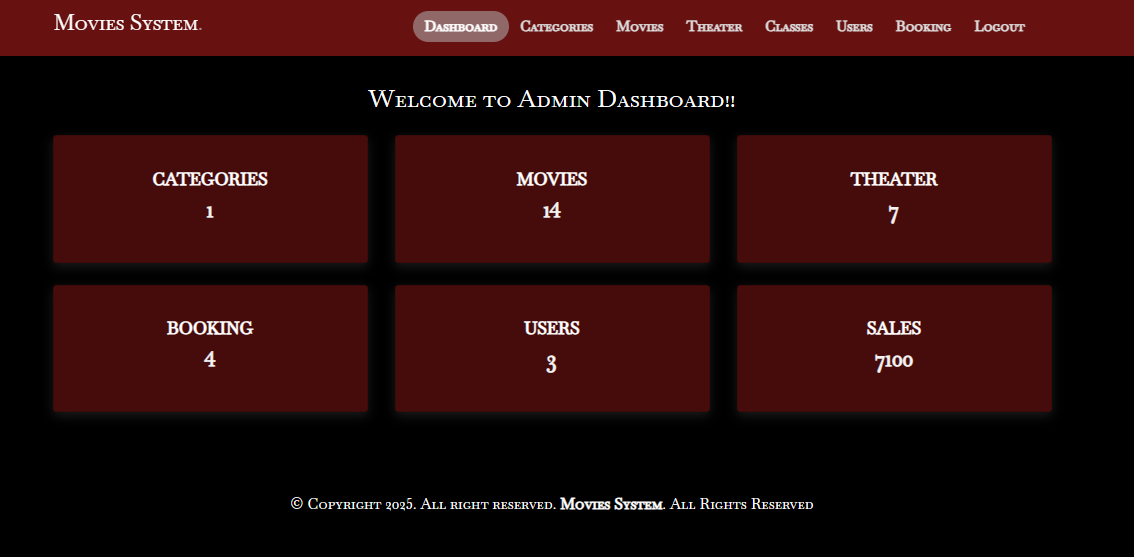 Movies System.
Dashboard Categories Movies Theater Classes Users Booking Logout
Welcome to Admin Dashboard!!
CATEGORIES
1
MOVIES
14
THEATER
7
BOOKING
4
USERS
3
SALES
7100
© Copyright 2025. All right reserved. Movies System. All Rights Reserved